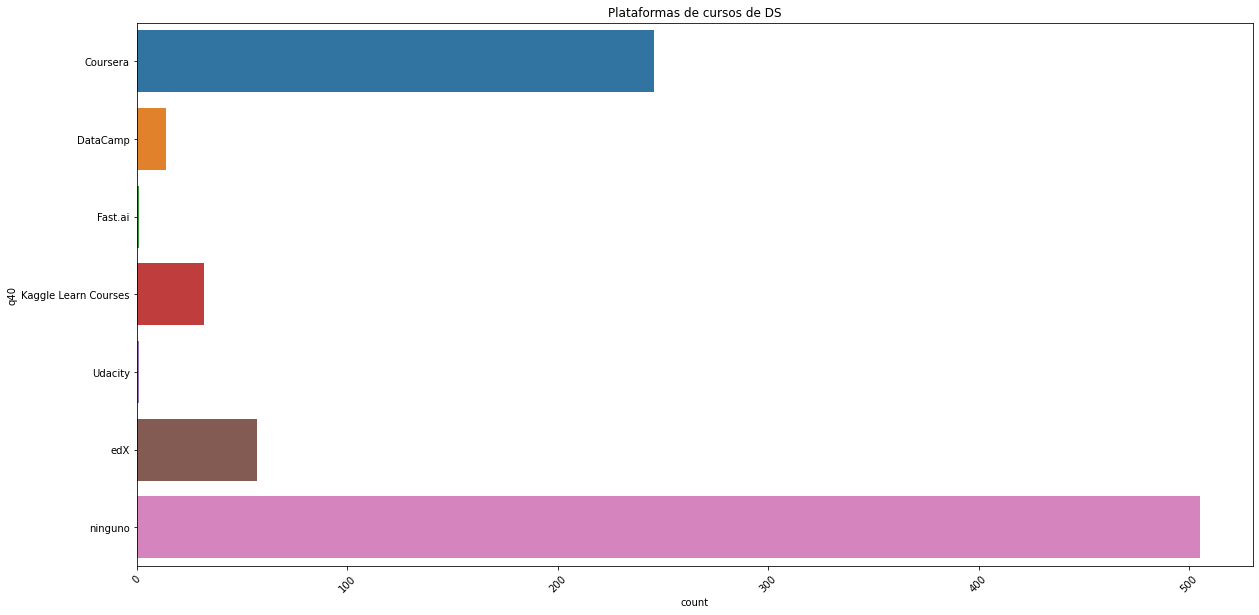 Plataformas de cursos de DS
Coursera
DataCamp
Fast.ai
Kaggle Learn Courses
Udacity
edX
ninguno
q40
0
100
200
300
400
500
count